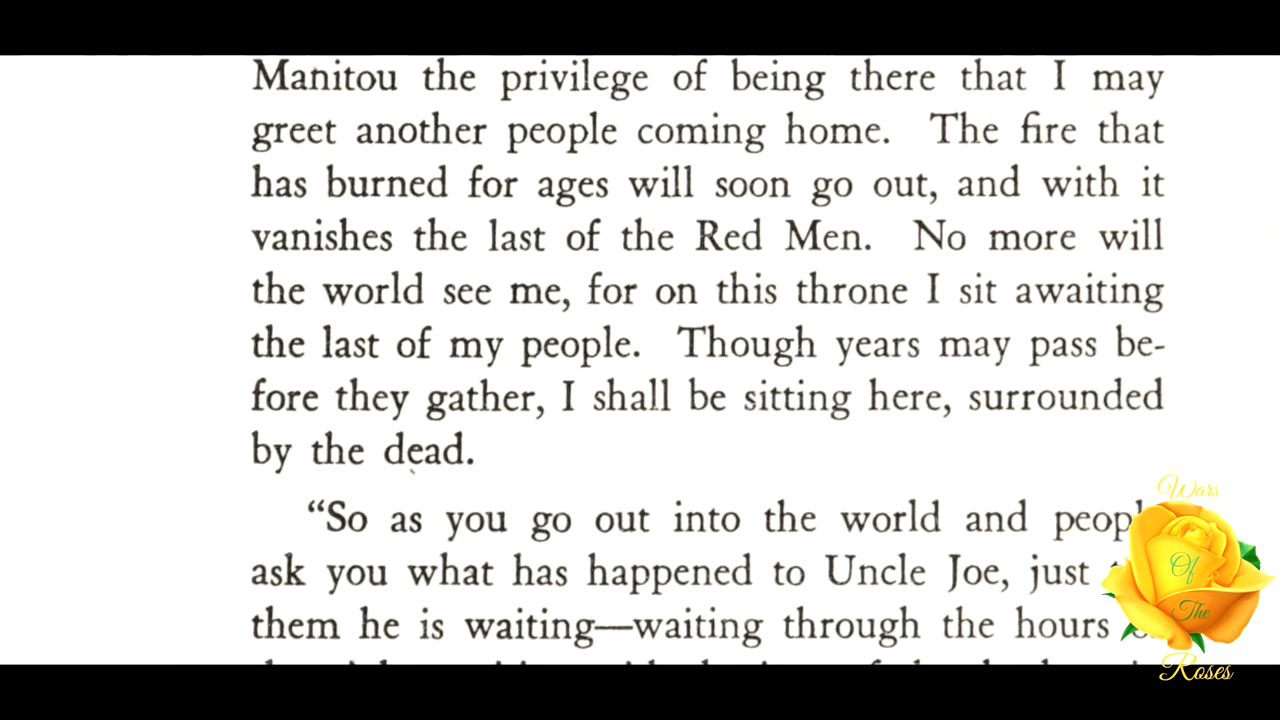 Manitou the privilege of being there that I may
greet another people coming home. The fire that
has burned for ages will soon go out, and with it
vanishes the last of the Red Men. No more will
the world see me, for on this throne I sit awaiting
the last of my people. Though years may pass be-
fore they gather, I shall be sitting here, surrounded
by the dead.
“So as you go out into the world and
ask you what has happened to Uncle Joe, just
them he is waiting—waiting through the hours
Wars
Of
The
Roses